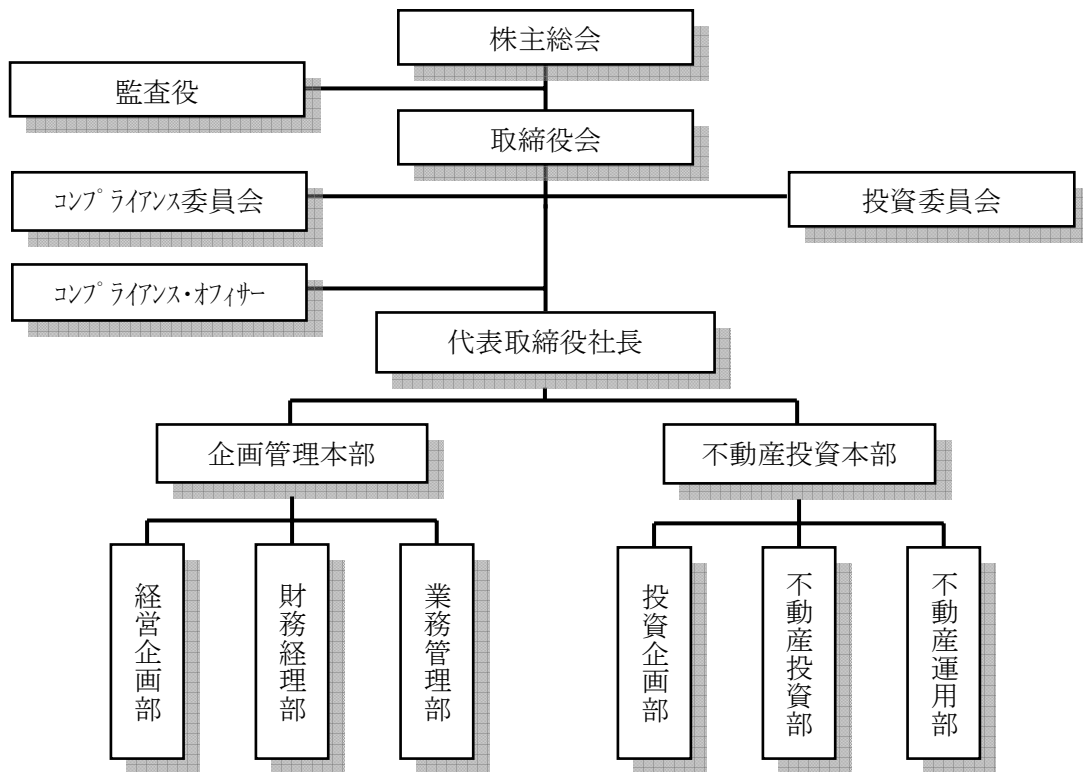 株主総会
監査役
取締役会
ｺﾝﾌﾟﾗｲｱﾝｽ委員会
投資委員会
ｺﾝﾌﾟﾗｲｱﾝｽ・ｵﾌｨｻｰ
代表取締役社長
企画管理本部
不動産投資本部
経営企画部
財務経理部
業務管理部
投資企画部
不動産投資部
不動産運用部